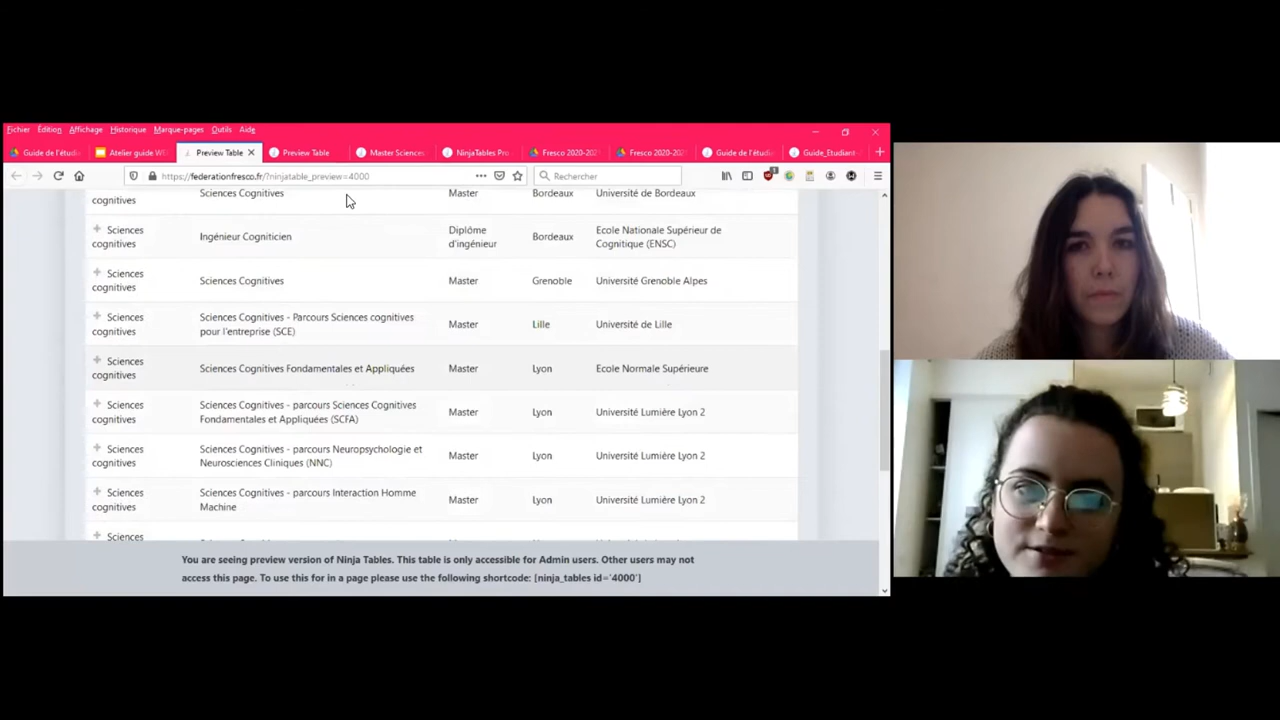 Fichier Édition Affichage Historique Marque-pages Outils Aide
Guide de l'étudi Atelier guide WS Preview Table Preview Table Master Sciences NinjaTables Pro Fresco 2020-202 Fresco 2020-202 Guide de l'étudi Guide_Etudiant-
https://federationfresco.fr/?ninjatable_preview=4000 Rechercher
cognitives Sciences Cognitives Master Bordeaux Université de Bordeaux
Sciences cognitives Ingénieur Cogniticien Diplôme d'ingénieur Bordeaux Ecole Nationale Supérieure de Cognitique (ENSC)
Sciences cognitives Sciences Cognitives Master Grenoble Université Grenoble Alpes
Sciences cognitives Sciences Cognitives - Parcours Sciences cognitives pour l'entreprise (SCE) Master Lille Université de Lille
Sciences cognitives Sciences Cognitives Fondamentales et Appliquées Master Lyon Ecole Normale Supérieure
Sciences cognitives Sciences Cognitives - parcours Sciences Cognitives Fondamentales et Appliquées (SCFA) Master Lyon Université Lumière Lyon 2
Sciences cognitives Sciences Cognitives - parcours Neuropsychologie et Neurosciences Cliniques (NNC) Master Lyon Université Lumière Lyon 2
Sciences cognitives Sciences Cognitives - parcours Interaction Homme Machine Master Lyon Université Lumière Lyon 2
Sciences
You are seeing preview version of Ninja Tables. This table is only accessible for Admin users. Other users may not
access this page. To use this for in a page please use the following shortcode: [ninja_tables id='4000']